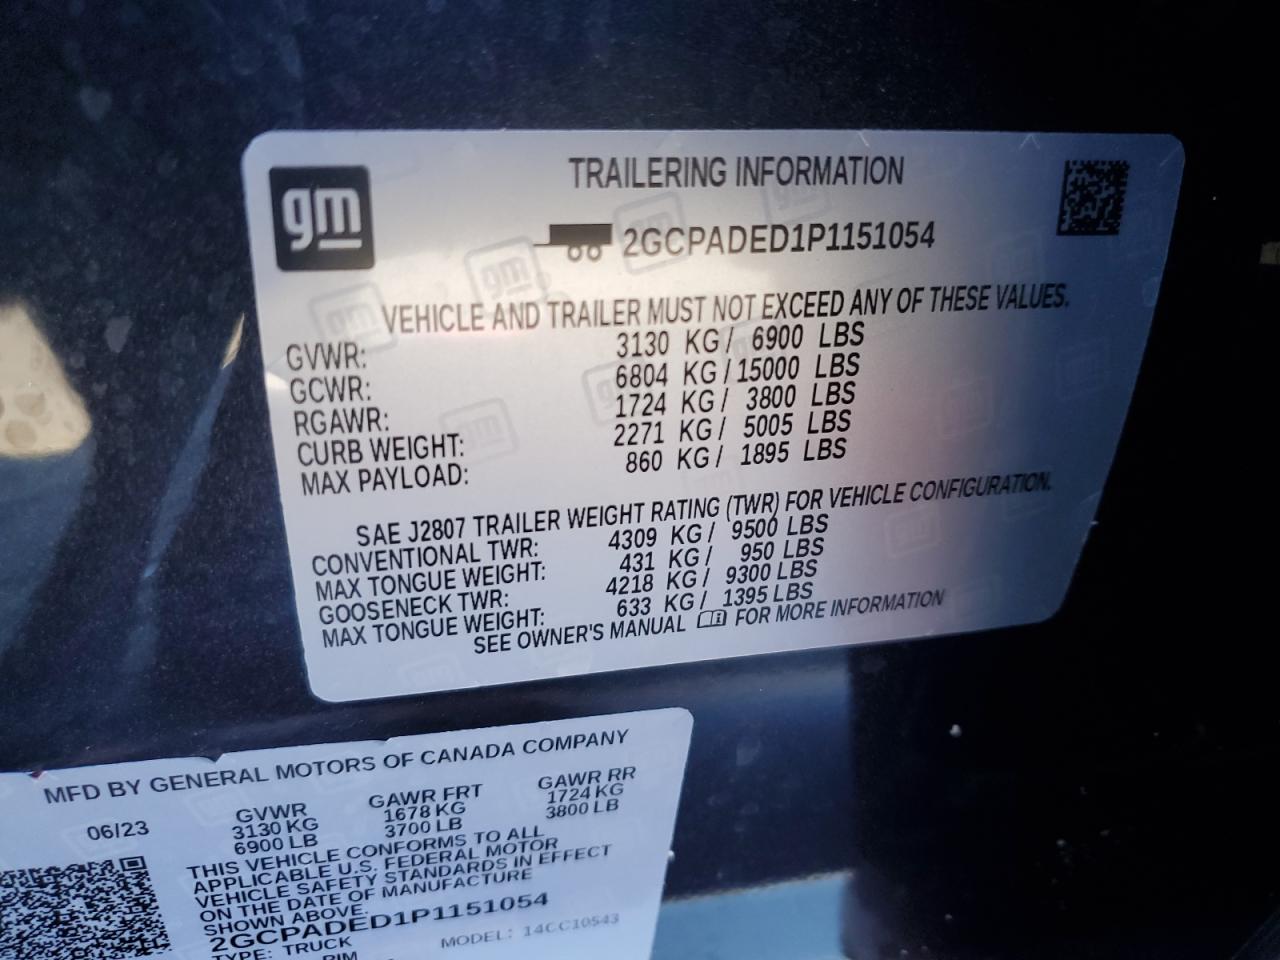 gm
TRAILERING INFORMATION
2GCPADED1P1151054
VEHICLE AND TRAILER MUST NOT EXCEED ANY OF THESE VALUES.
GVWR: 3130 KG / 6900 LBS
GCWR: 6804 KG / 15000 LBS
RGAWR: 1724 KG / 3800 LBS
CURB WEIGHT: 2271 KG / 5005 LBS
MAX PAYLOAD: 860 KG / 1895 LBS
SAE J2807 TRAILER WEIGHT RATING (TWR) FOR VEHICLE CONFIGURATION.
CONVENTIONAL TWR: 4309 KG / 9500 LBS
MAX TONGUE WEIGHT: 431 KG / 950 LBS
GOOSENECK TWR: 4218 KG / 9300 LBS
MAX TONGUE WEIGHT: 633 KG / 1395 LBS
SEE OWNER'S MANUAL FOR MORE INFORMATION
MFD BY GENERAL MOTORS OF CANADA COMPANY
06/23 GVWR GAWR FRT GAWR RR
3130 KG 1678 KG 1724 KG
6900 LB 3700 LB 3800 LB
THIS VEHICLE CONFORMS TO ALL
APPLICABLE U.S. FEDERAL MOTOR
VEHICLE SAFETY STANDARDS IN EFFECT
ON THE DATE OF MANUFACTURE
SHOWN ABOVE.
2GCPADED1P1151054
TYPE: TRUCK MODEL: 14CC10543
RIM